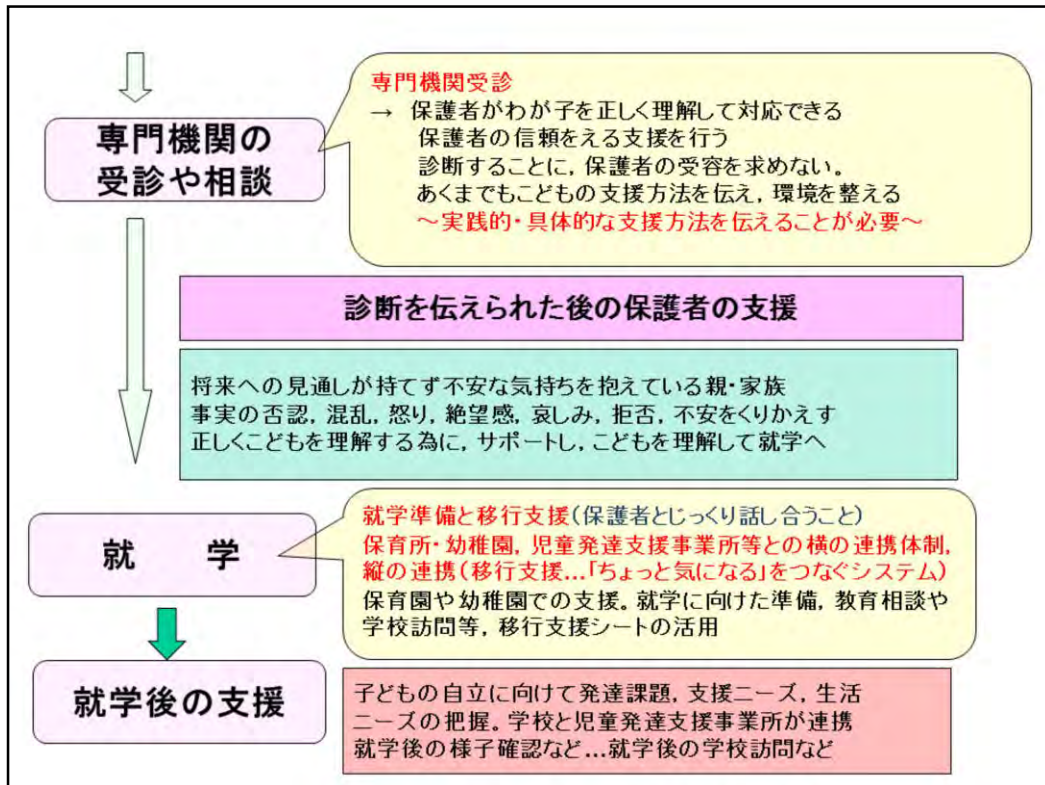 専門機関の
受診や相談
専門機関受診
→ 保護者がわが子を正しく理解して対応できる
保護者の信頼をえる支援を行う
診断することに，保護者の受容を求めない。
あくまでもこどもの支援方法を伝え，環境を整える
～実践的・具体的な支援方法を伝えることが必要～
診断を伝えられた後の保護者の支援
将来への見通しが持てず不安な気持ちを抱えている親・家族
事実の否認，混乱，怒り，絶望感，哀しみ，拒否，不安をくりかえす
正しくこどもを理解する為に，サポートし，こどもを理解して就学へ
就　学
就学準備と移行支援(保護者とじっくり話し合うこと)
保育所・幼稚園，児童発達支援事業所等との横の連携体制，
縦の連携(移行支援…「ちょっと気になる」をつなぐシステム)
保育園や幼稚園での支援。就学に向けた準備，教育相談や
学校訪問等，移行支援シートの活用
就学後の支援
子どもの自立に向けて発達課題，支援ニーズ，生活
ニーズの把握。学校と児童発達支援事業所が連携
就学後の様子確認など…就学後の学校訪問など